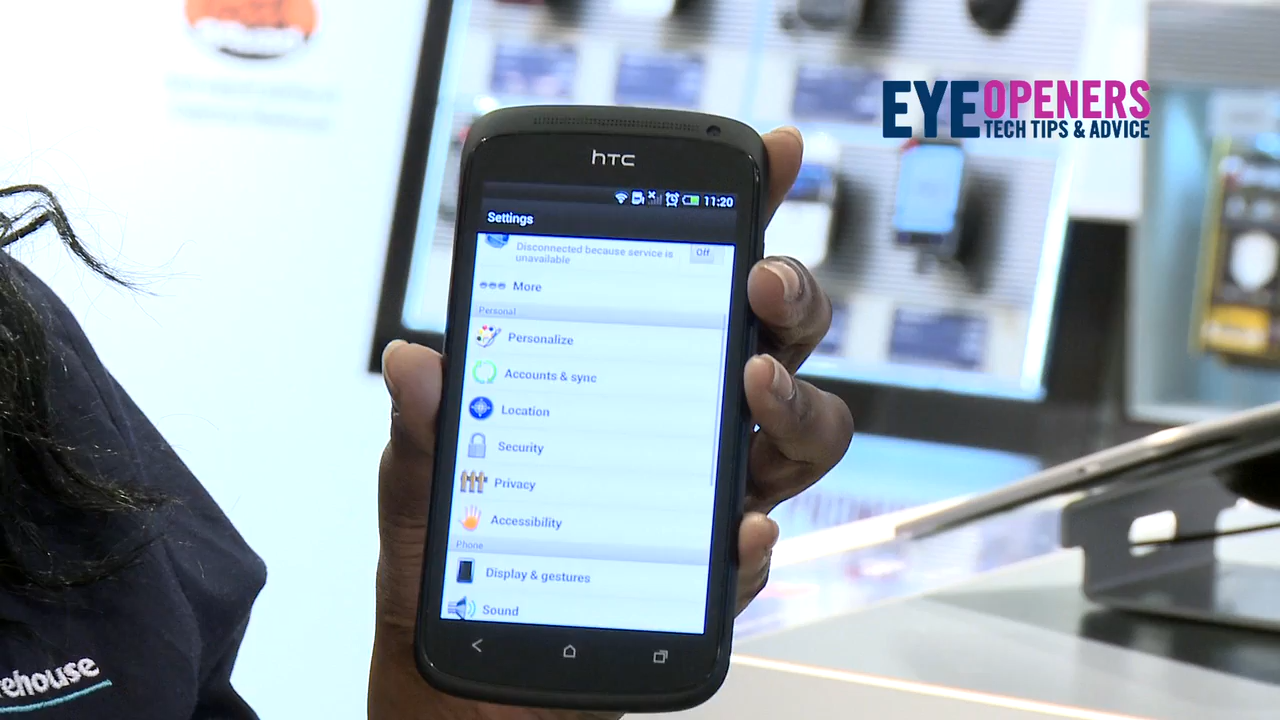 EYE OPENERS
TECH TIPS & ADVICE
hTC
11:20
Settings
Disconnected because service is
unavailable
Off
More
Personal
Personalize
Accounts & sync
Location
Security
Privacy
Accessibility
Phone
Display & gestures
Sound
ehouse